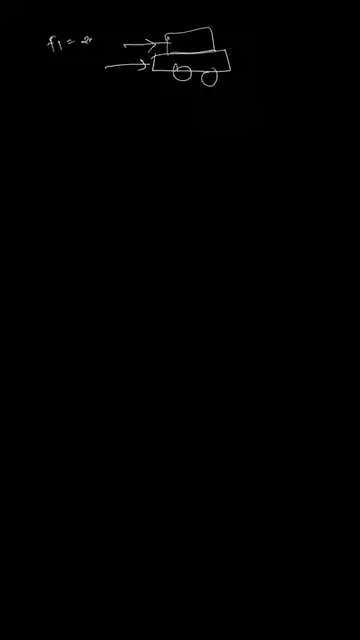 f1 =